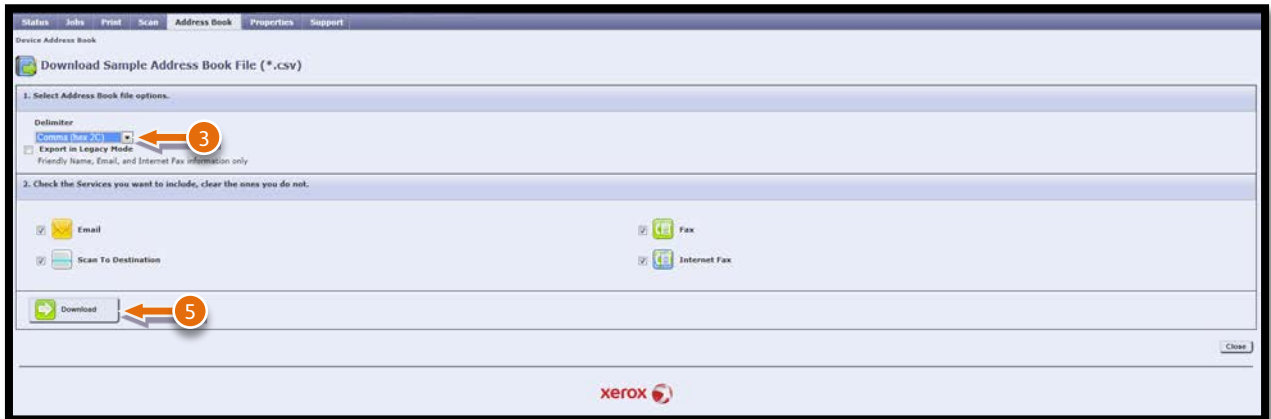 Status Jobs Print Scan Address Book Properties Support
Device Address Book
Download Sample Address Book File (*.csv)
1. Select Address Book file options.
Delimiter
Comma (hex 2C)
3
Export in Legacy Mode
Friendly Name, Email, and Internet Fax information only
2. Check the Services you want to include, clear the ones you do not.
Email Fax
Scan To Destination Internet Fax
Download
5
Close
xerox